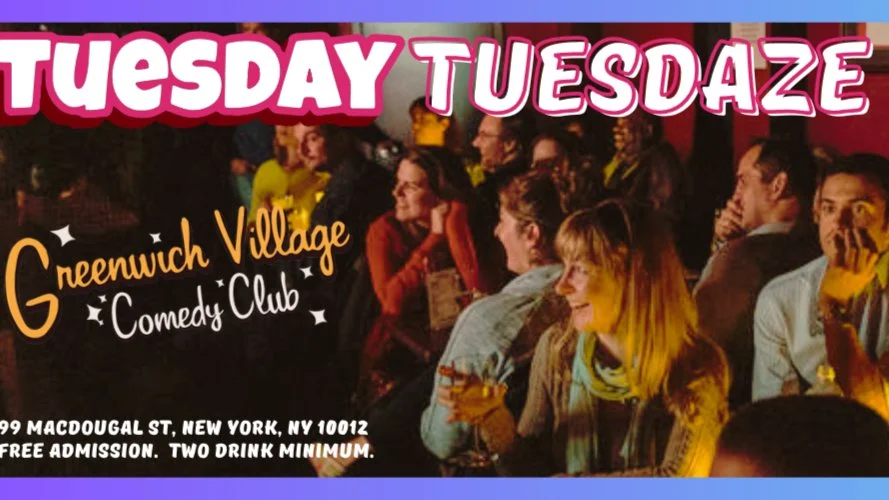 TUESDAY TUESDAZE
Greenwich Village
Comedy Club
99 MACDOUGAL ST, NEW YORK, NY 10012
FREE ADMISSION. TWO DRINK MINIMUM.